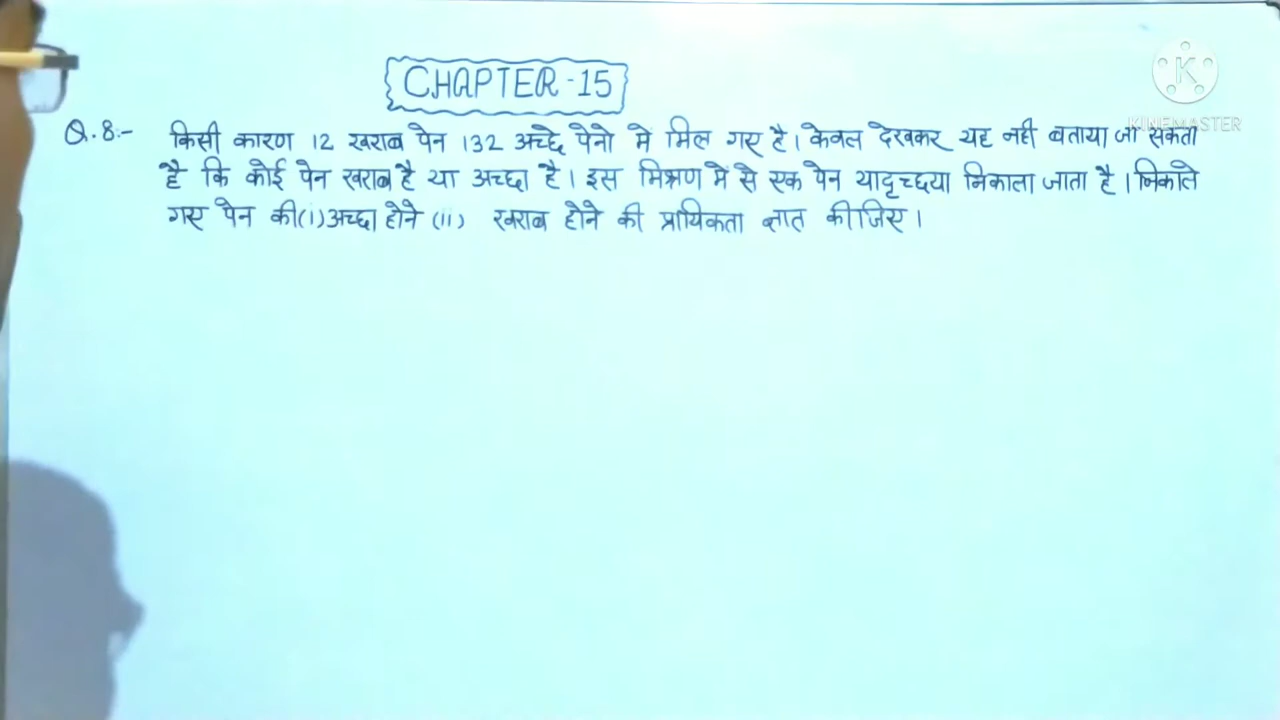 CHAPTER-15
KINEMASTER
Q.8:- किसी कारण 12 खराब पेन 132 अच्छे पेनो मे मिल गए है। केवल देखकर यह नही बताया जा सकता
है कि कोई पेन खराब है या अच्छा है। इस मिश्रण में से एक पेन यादृच्छया निकाला जाता है। निकाले
गए पेन की(i)अच्छा होने (ii) खराब होने की प्रायिकता ज्ञात कीजिए।